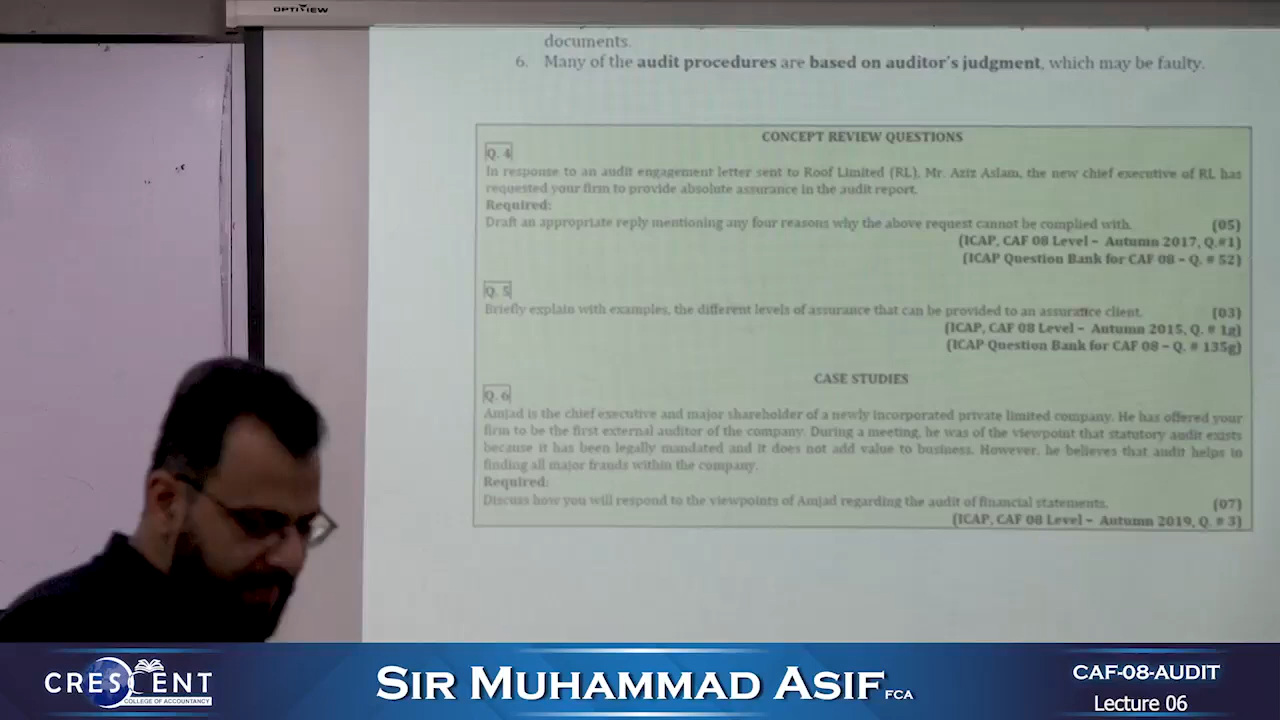 OPTIVIEW
documents.
6. Many of the audit procedures are based on auditor's judgment, which may be faulty.
CONCEPT REVIEW QUESTIONS
Q. 4
In response to an audit engagement letter sent to Roof Limited (RL), Mr. Aziz Aslam, the new chief executive of RL has
requested your firm to provide absolute assurance in the audit report.
Required:
Draft an appropriate reply mentioning any four reasons why the above request cannot be complied with. (05)
(ICAP, CAF 08 Level – Autumn 2017, Q.#1)
(ICAP Question Bank for CAF 08 – Q. # 52)
Q. 5
Briefly explain with examples, the different levels of assurance that can be provided to an assurance client. (03)
(ICAP, CAF 08 Level – Autumn 2015, Q. # 1g)
(ICAP Question Bank for CAF 08 – Q. # 135g)
CASE STUDIES
Q. 6
Amjad is the chief executive and major shareholder of a newly incorporated private limited company. He has offered your
firm to be the first external auditor of the company. During a meeting, he was of the viewpoint that statutory audit exists
because it has been legally mandated and it does not add value to business. However, he believes that audit helps in
finding all major frauds within the company.
Required:
Discuss how you will respond to the viewpoints of Amjad regarding the audit of financial statements. (07)
(ICAP, CAF 08 Level – Autumn 2019, Q. # 3)
CRESCENT
COLLEGE OF ACCOUNTANCY
SIR MUHAMMAD ASIF FCA
CAF-08-AUDIT
Lecture 06